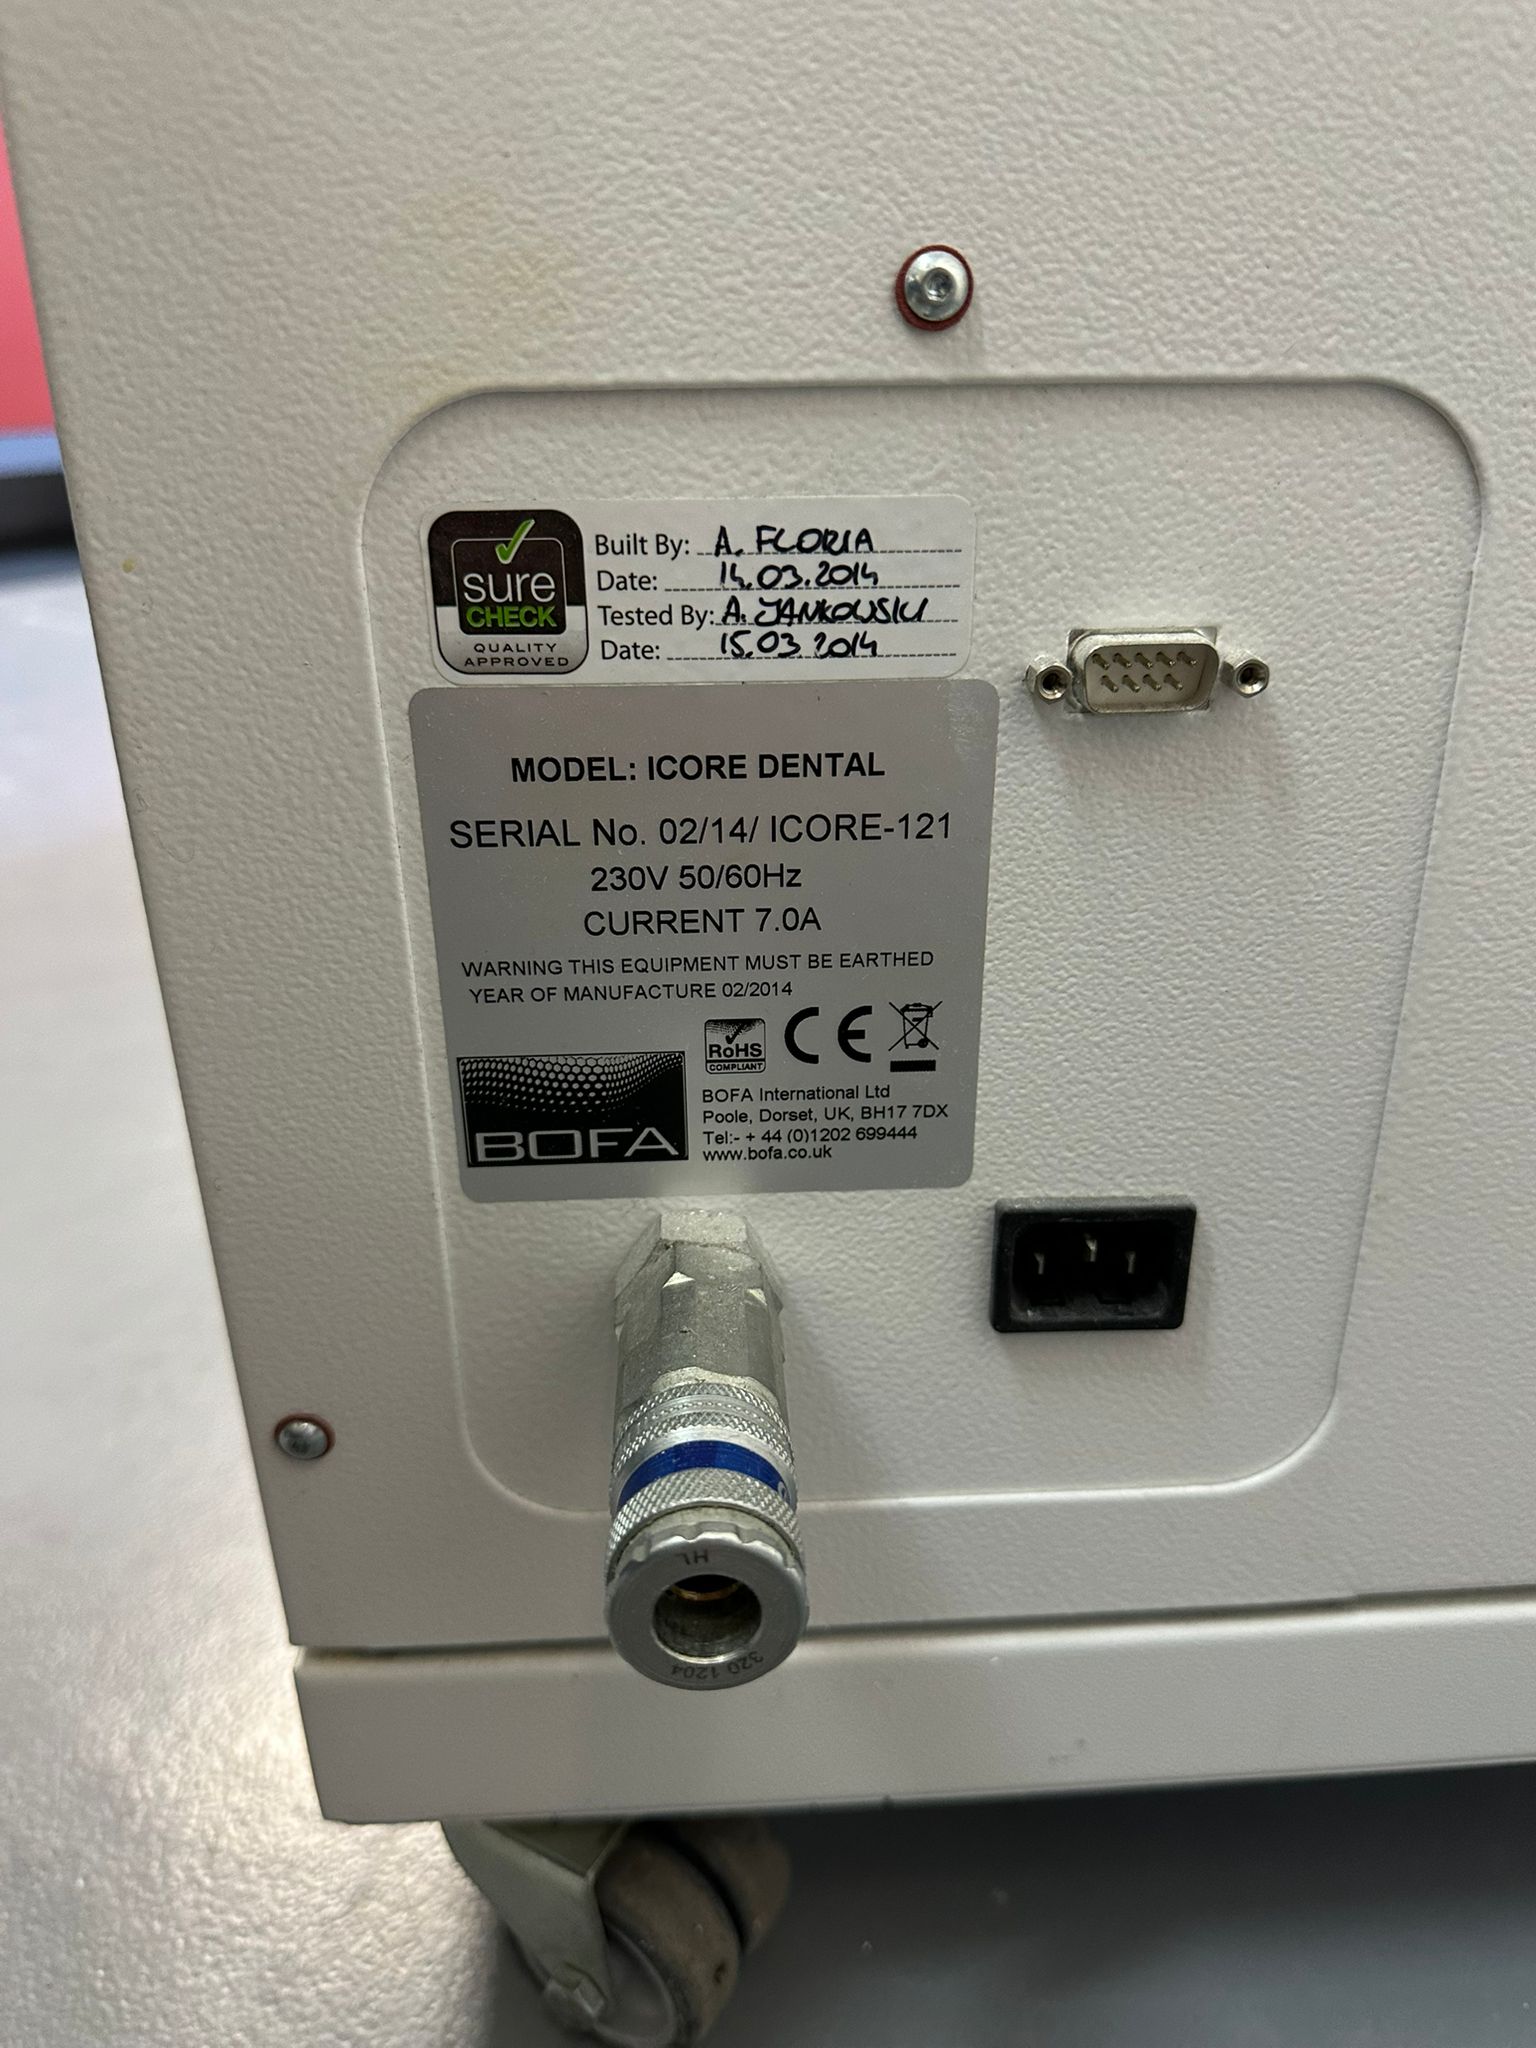 sure
CHECK
QUALITY
APPROVED
Built By: A. FLORIA
Date: 14.03.2014
Tested By: A. JANKOWSKI
Date: 15.03.2014
MODEL: ICORE DENTAL
SERIAL No. 02/14/ ICORE-121
230V 50/60Hz
CURRENT 7.0A
WARNING THIS EQUIPMENT MUST BE EARTHED
YEAR OF MANUFACTURE 02/2014
RoHS
COMPLIANT
CE
BOFA
BOFA International Ltd
Poole, Dorset, UK, BH17 7DX
Tel:- + 44 (0)1202 699444
www.bofa.co.uk
HL
320 1204